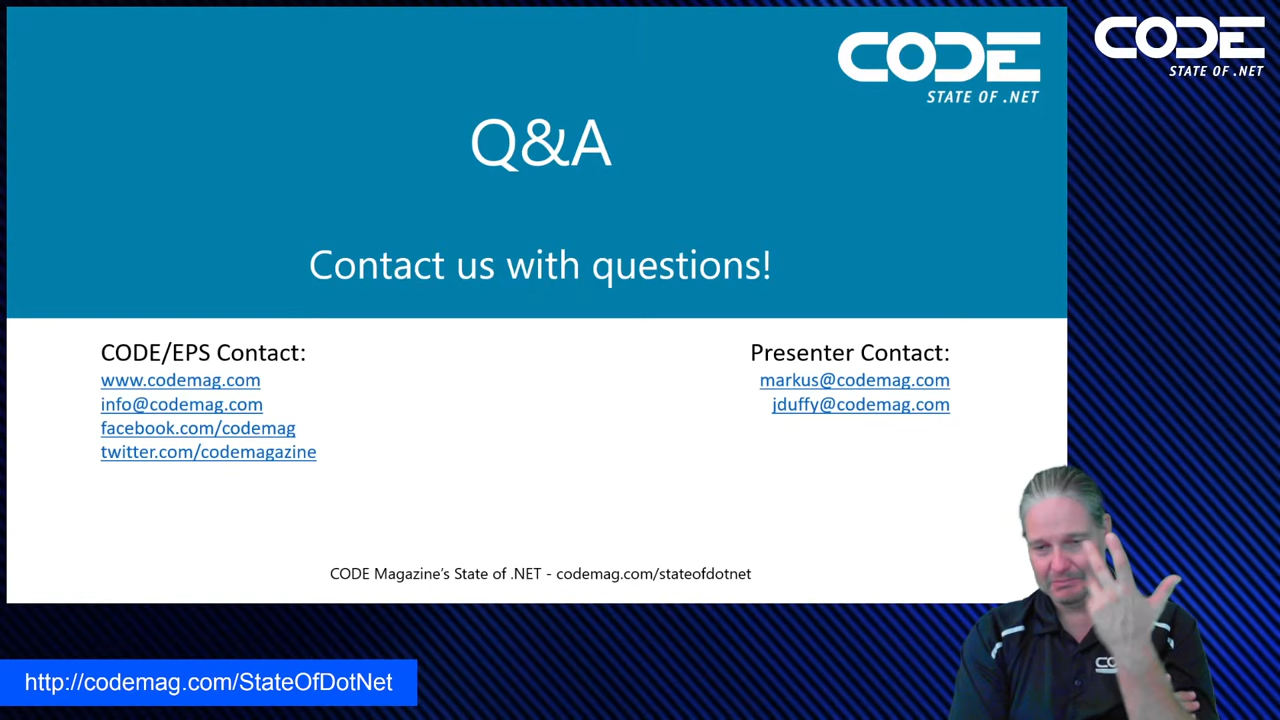 CODE
STATE OF .NET
CODE
STATE OF .NET
Q&A
Contact us with questions!
CODE/EPS Contact:
www.codemag.com
info@codemag.com
facebook.com/codemag
twitter.com/codemagazine
Presenter Contact:
markus@codemag.com
jduffy@codemag.com
CODE Magazine's State of .NET - codemag.com/stateofdotnet
http://codemag.com/StateOfDotNet